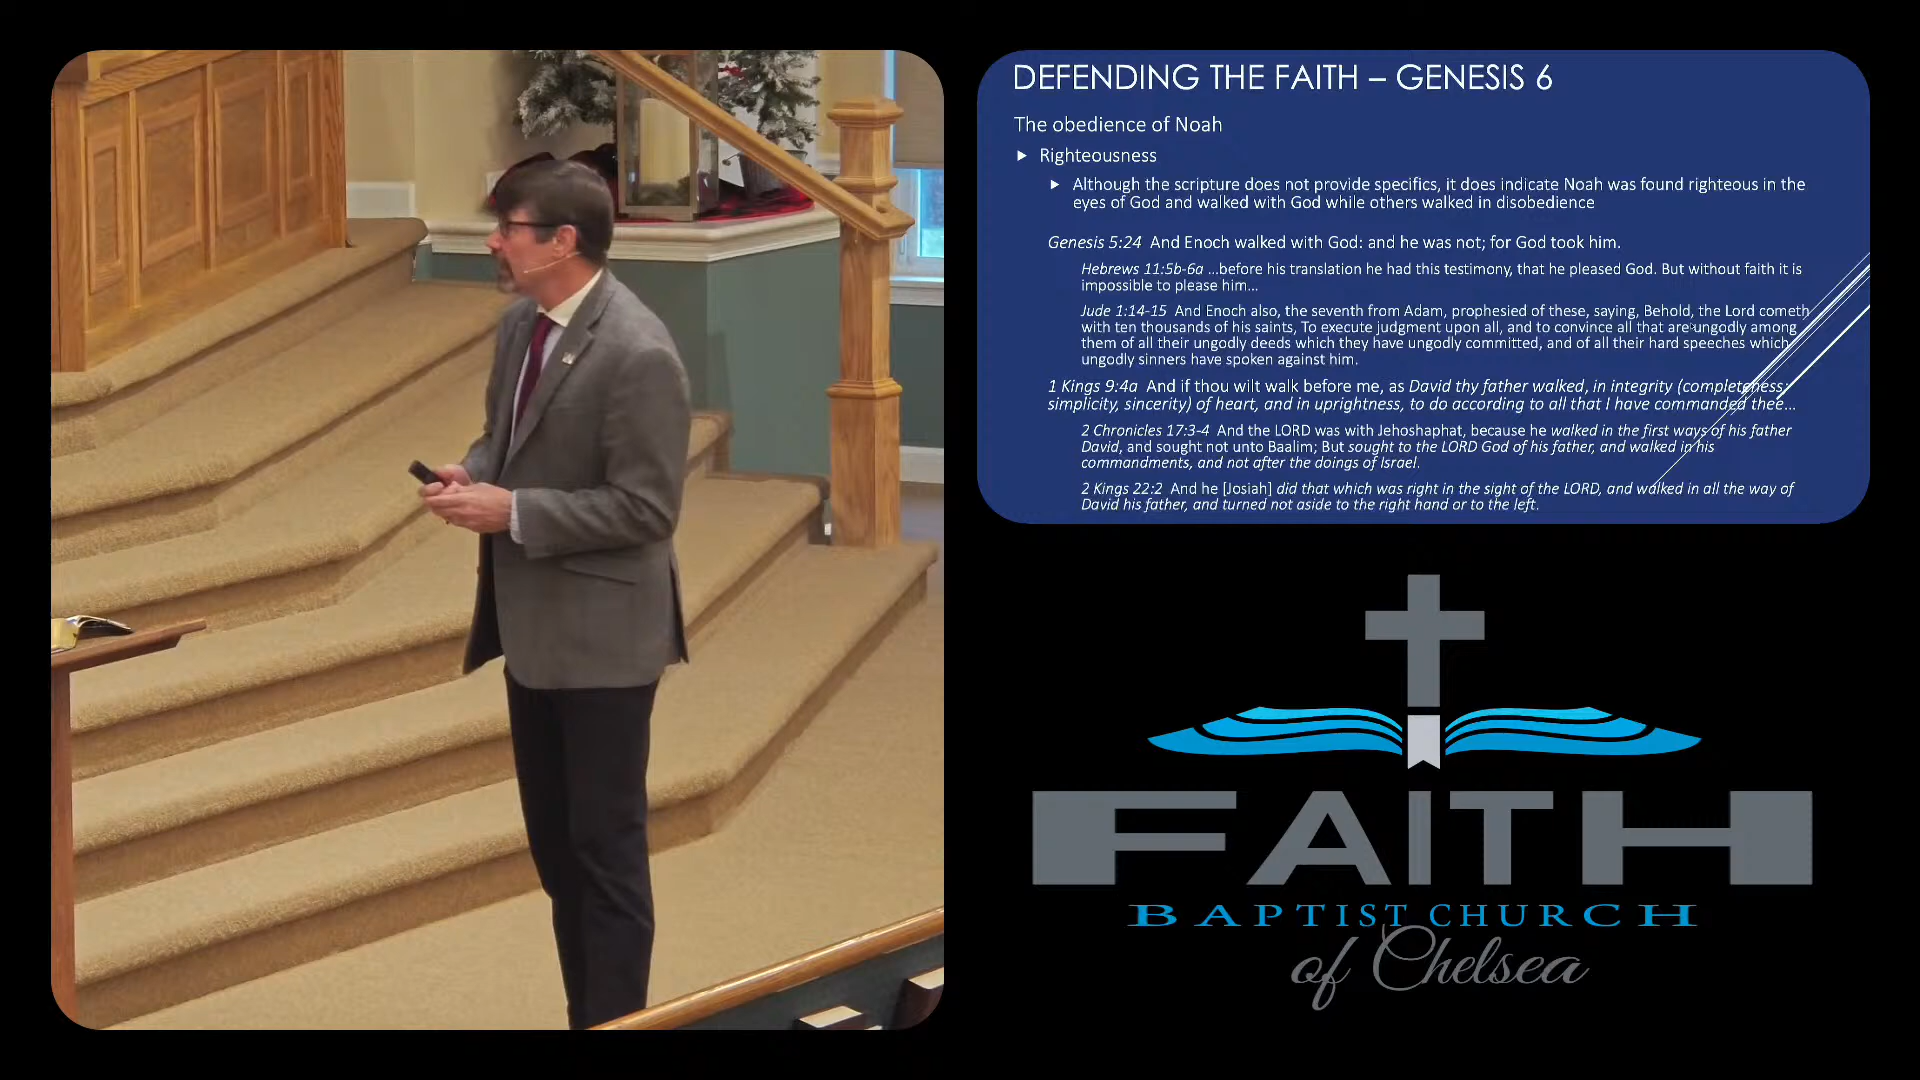 DEFENDING THE FAITH – GENESIS 6
The obedience of Noah
Righteousness
Although the scripture does not provide specifics, it does indicate Noah was found righteous in the
eyes of God and walked with God while others walked in disobedience
Genesis 5:24 And Enoch walked with God: and he was not; for God took him.
Hebrews 11:5b-6a ...before his translation he had this testimony, that he pleased God. But without faith it is
impossible to please him...
Jude 1:14-15 And Enoch also, the seventh from Adam, prophesied of these, saying, Behold, the Lord cometh
with ten thousands of his saints, To execute judgment upon all, and to convince all that are ungodly among
them of all their ungodly deeds which they have ungodly committed, and of all their hard speeches which
ungodly sinners have spoken against him.
1 Kings 9:4a And if thou wilt walk before me, as David thy father walked, in integrity (completeness;
simplicity, sincerity) of heart, and in uprightness, to do according to all that I have commanded thee...
2 Chronicles 17:3-4 And the LORD was with Jehoshaphat, because he walked in the first ways of his father
David, and sought not unto Baalim; But sought to the LORD God of his father, and walked in his
commandments, and not after the doings of Israel.
2 Kings 22:2 And he [Josiah] did that which was right in the sight of the LORD, and walked in all the way of
David his father, and turned not aside to the right hand or to the left.
FAITH
BAPTIST CHURCH
of Chelsea